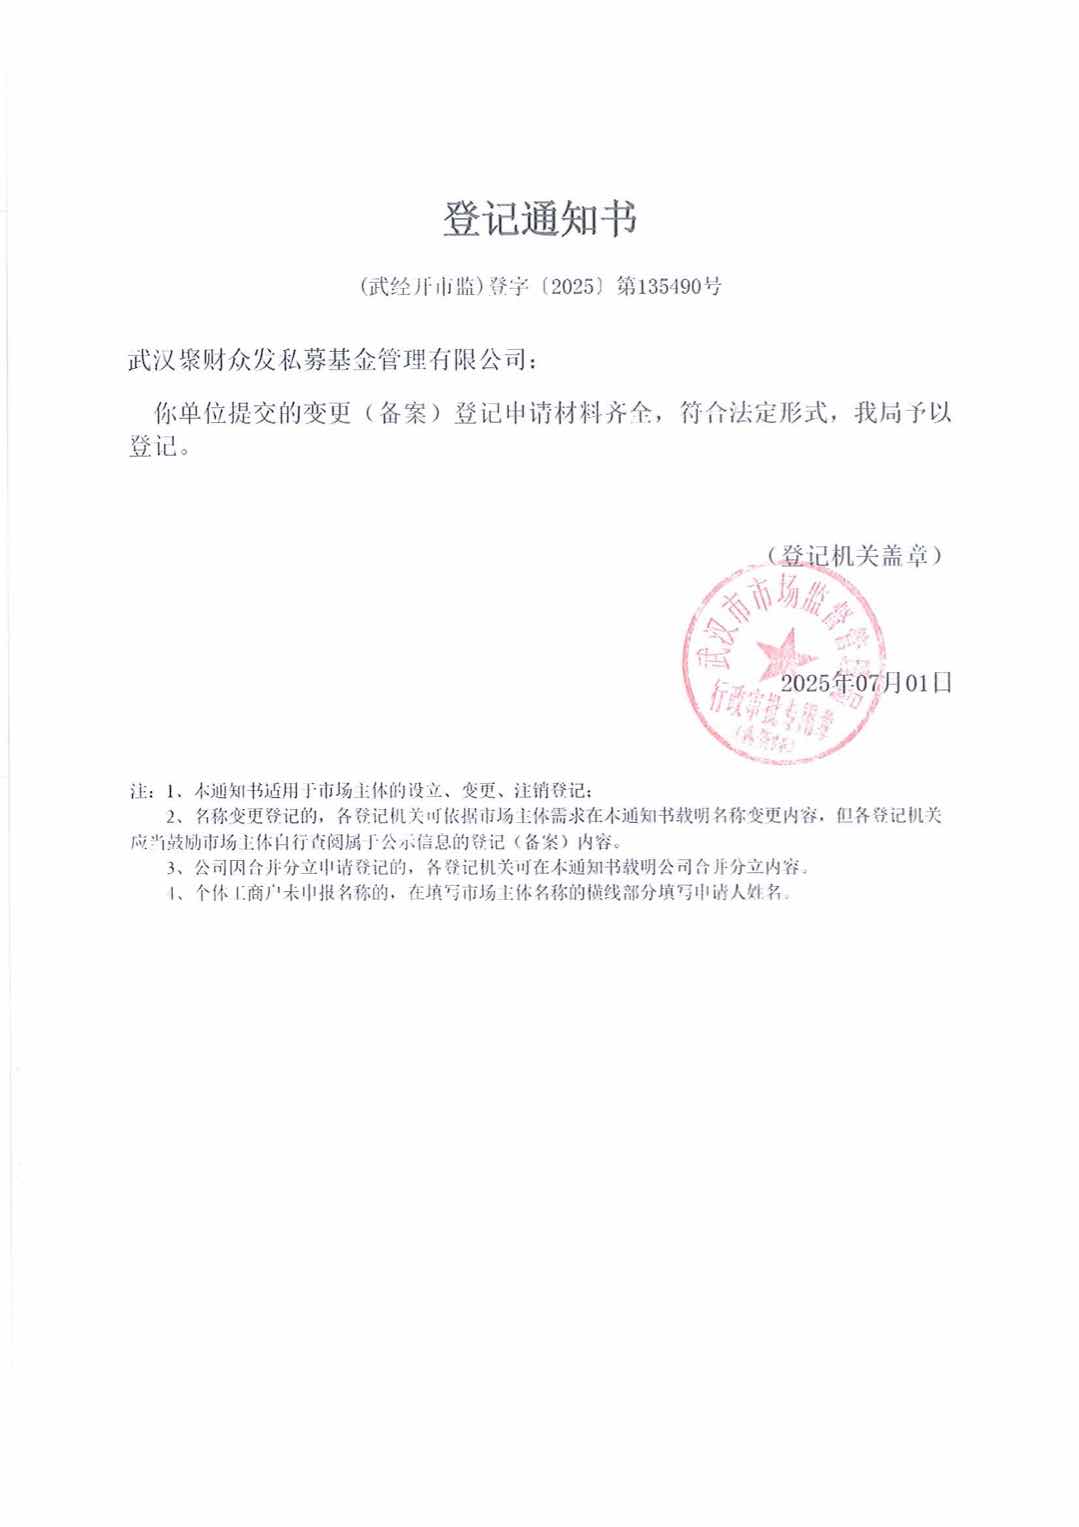 登记通知书
(武经开市监)登字〔2025〕第135490号
武汉聚财众发私募基金管理有限公司：
你单位提交的变更（备案）登记申请材料齐全，符合法定形式，我局予以
登记。
（登记机关盖章）
武汉市市场监督管理局
2025年07月01日
行政审批专用章
注：1、本通知书适用于市场主体的设立、变更、注销登记；
2、名称变更登记的，各登记机关可依据市场主体需求在本通知书载明名称变更内容，但各登记机关
应当鼓励市场主体自行查阅属于公示信息的登记（备案）内容。
3、公司因合并分立申请登记的，各登记机关可在本通知书载明公司合并分立内容。
4、个体工商户未申报名称的，在填写市场主体名称的横线部分填写申请人姓名。